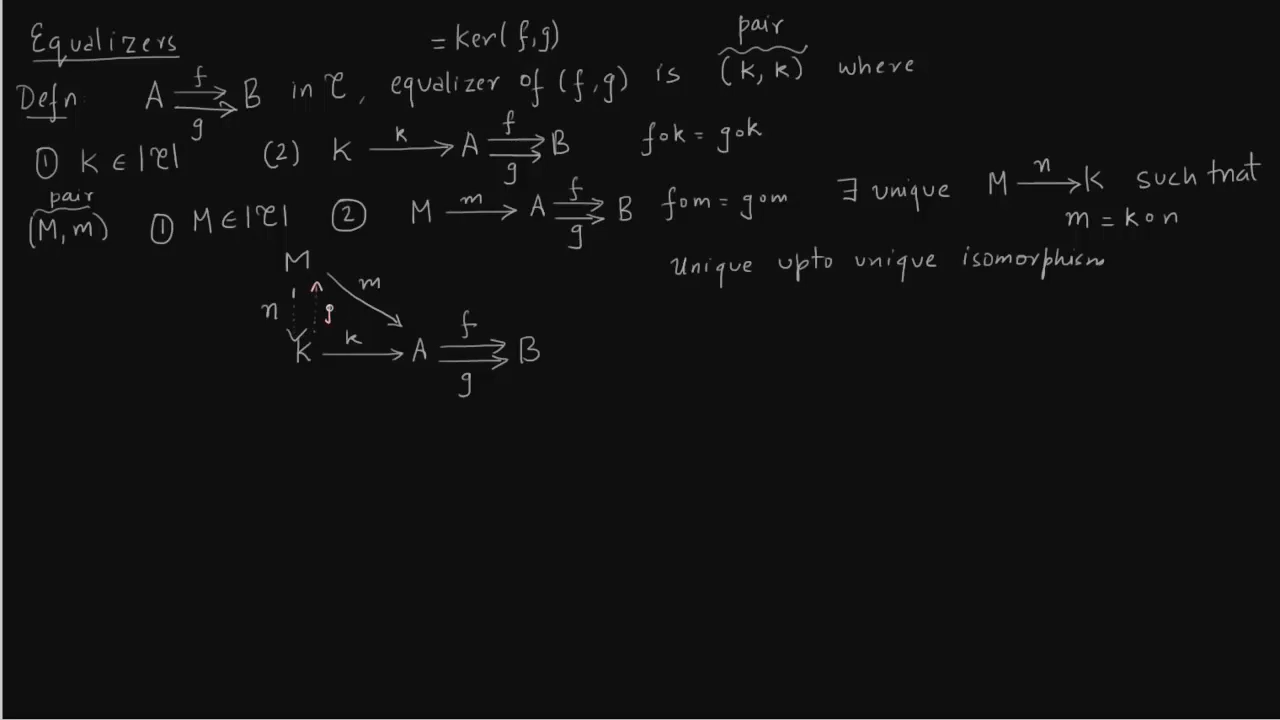 Equalizers = Ker(f,g) pair
Defn: A ⇉ B in 𝒞, equalizer of (f,g) is (K, k) where
f
g
① K ∈ |𝒞| (2) K →k A ⇉ B f∘k = g∘k
f
g
pair
(M, m) ① M ∈ |𝒞| ② M →m A ⇉ B f∘m = g∘m ∃ unique M →n K such that
f
g
m = k∘n
Unique upto unique isomorphism
M
m
n
K →k A ⇉ B
f
g